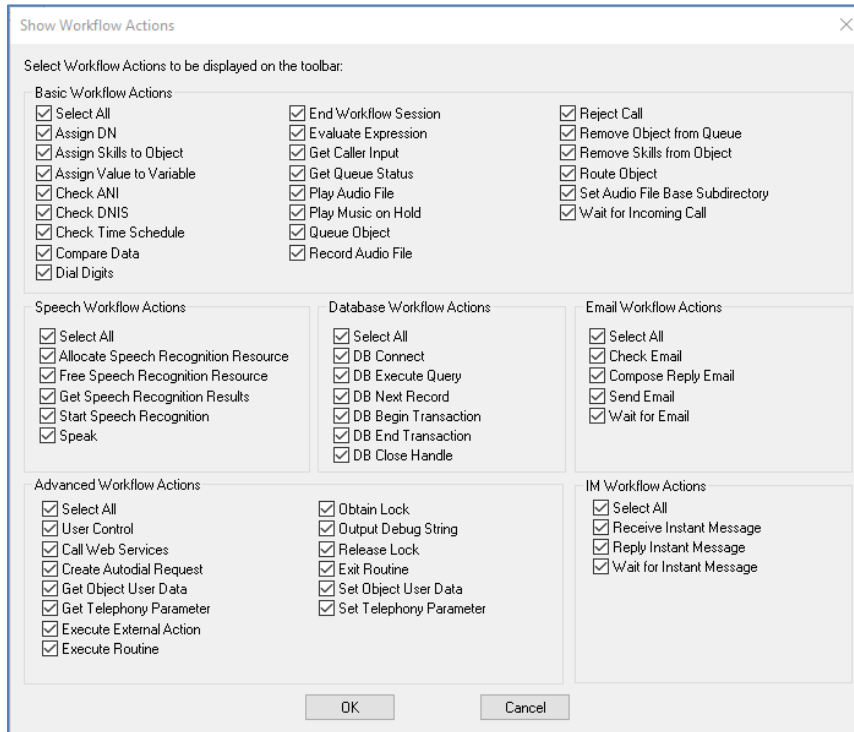 Show Workflow Actions
Select Workflow Actions to be displayed on the toolbar:
Basic Workflow Actions
Select All
Assign DN
Assign Skills to Object
Assign Value to Variable
Check ANI
Check DNIS
Check Time Schedule
Compare Data
Dial Digits
End Workflow Session
Evaluate Expression
Get Caller Input
Get Queue Status
Play Audio File
Play Music on Hold
Queue Object
Record Audio File
Reject Call
Remove Object from Queue
Remove Skills from Object
Route Object
Set Audio File Base Subdirectory
Wait for Incoming Call
Speech Workflow Actions
Select All
Allocate Speech Recognition Resource
Free Speech Recognition Resource
Get Speech Recognition Results
Start Speech Recognition
Speak
Database Workflow Actions
Select All
DB Connect
DB Execute Query
DB Next Record
DB Begin Transaction
DB End Transaction
DB Close Handle
Email Workflow Actions
Select All
Check Email
Compose Reply Email
Send Email
Wait for Email
Advanced Workflow Actions
Select All
User Control
Call Web Services
Create Autodial Request
Get Object User Data
Get Telephony Parameter
Execute External Action
Execute Routine
Obtain Lock
Output Debug String
Release Lock
Exit Routine
Set Object User Data
Set Telephony Parameter
IM Workflow Actions
Select All
Receive Instant Message
Reply Instant Message
Wait for Instant Message
OK
Cancel